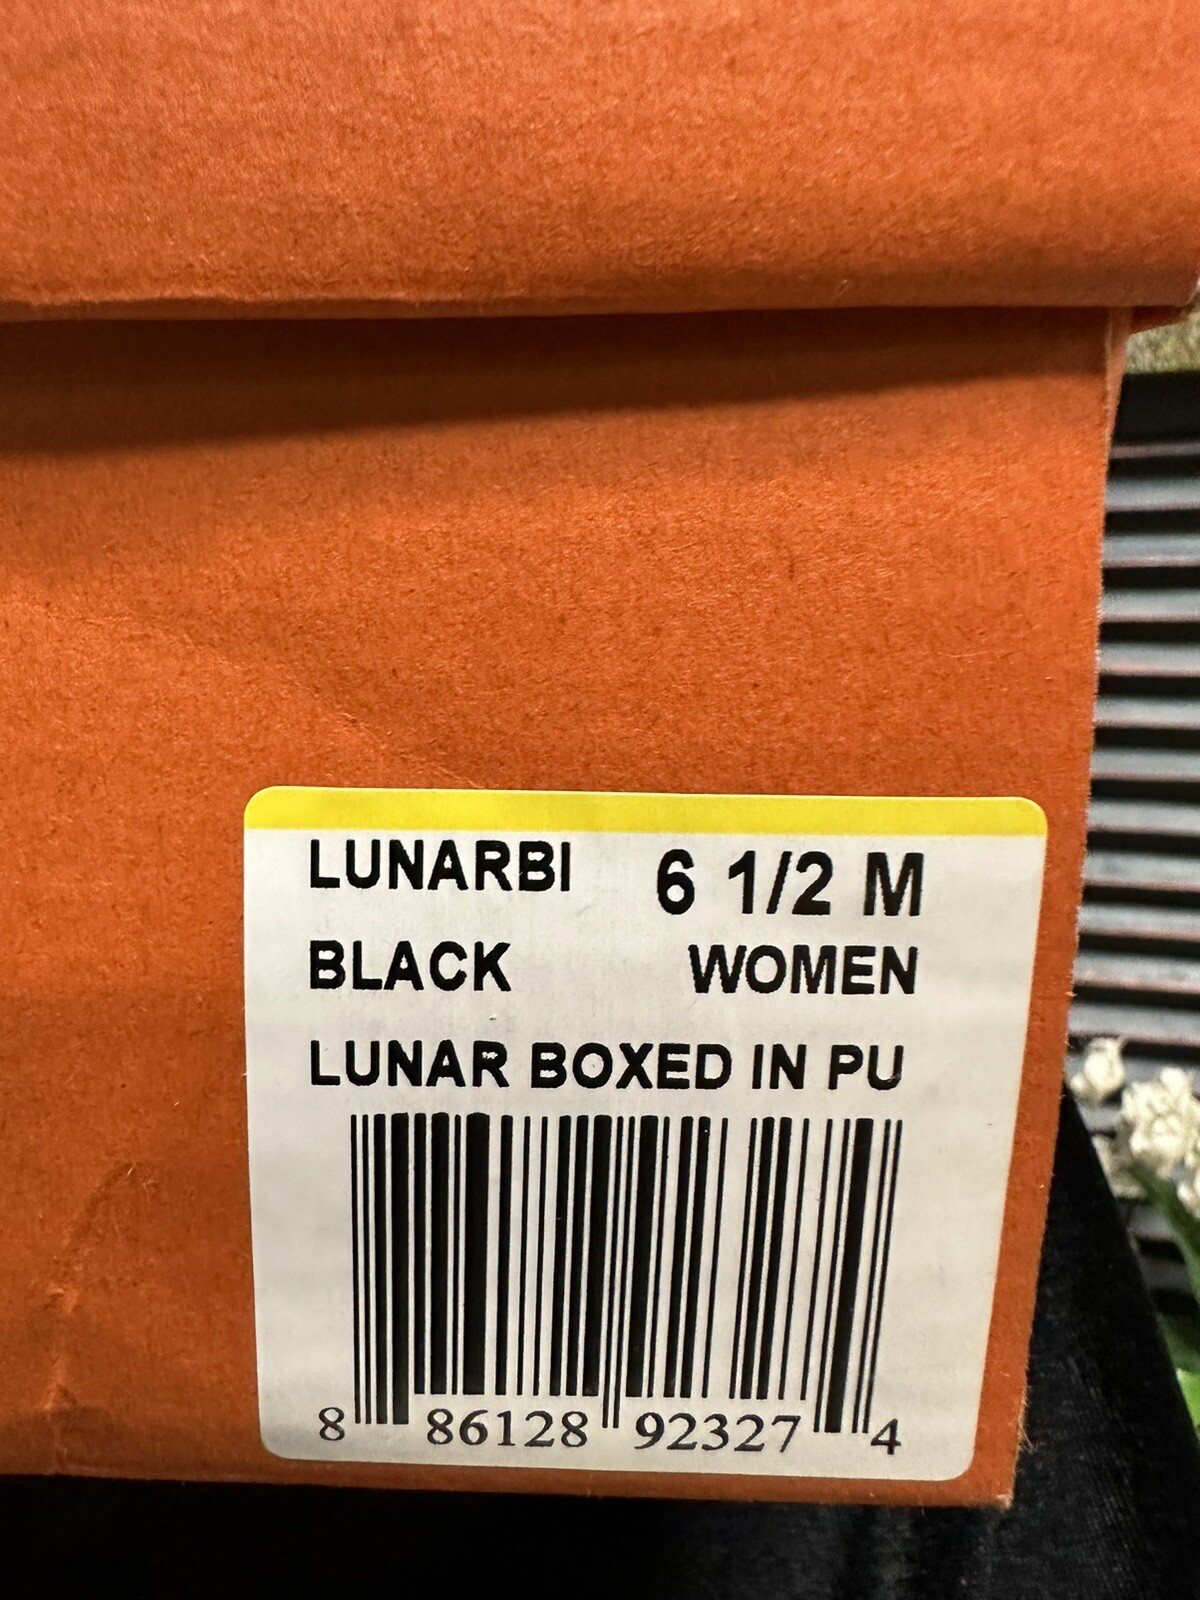 LUNARBI 6 1/2 M
BLACK WOMEN
LUNAR BOXED IN PU
8 86128 92327 4